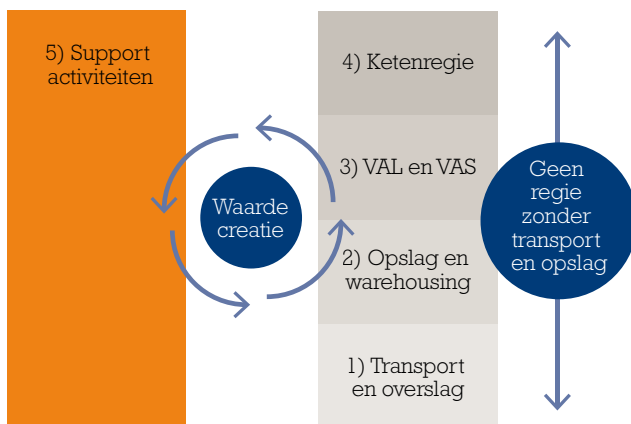 5) Support
activiteiten
Waarde
creatie
4) Ketenregie
3) VAL en VAS
2) Opslag en
warehousing
1) Transport
en overslag
Geen
regie
zonder
transport
en opslag